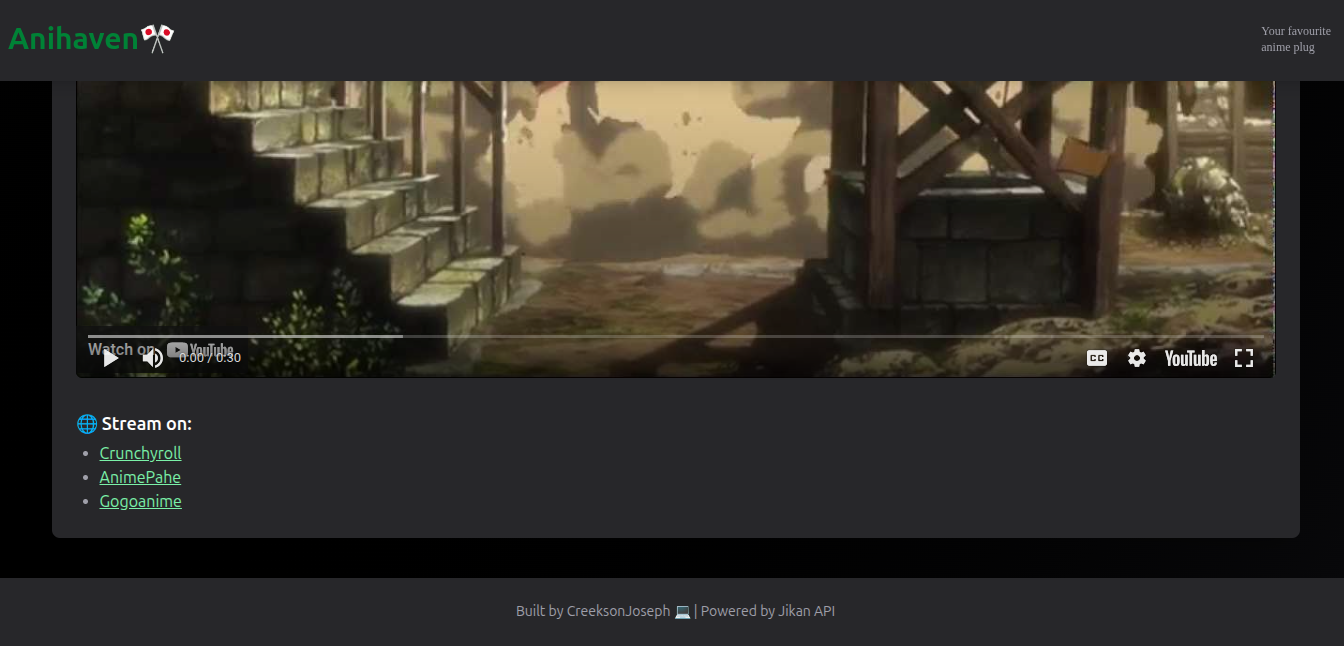 Anihaven
Your favourite
anime plug
Watch on YouTube
0:00 / 0:30
CC
YouTube
Stream on:
Crunchyroll
AnimePahe
Gogoanime
Built by CreeksonJoseph 💻 | Powered by Jikan API